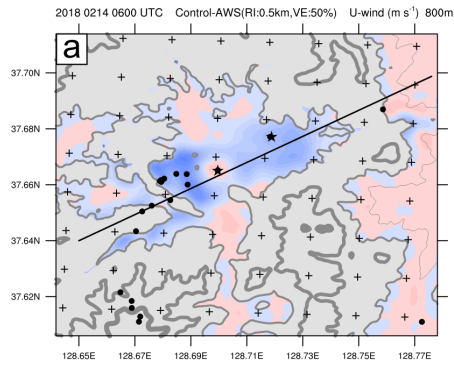 2018 0214 0600 UTC Control-AWS(RI:0.5km,VE:50%) U-wind (m s⁻¹) 800m
a
37.70N
37.68N
37.66N
37.64N
37.62N
128.65E 128.67E 128.69E 128.71E 128.73E 128.75E 128.77E